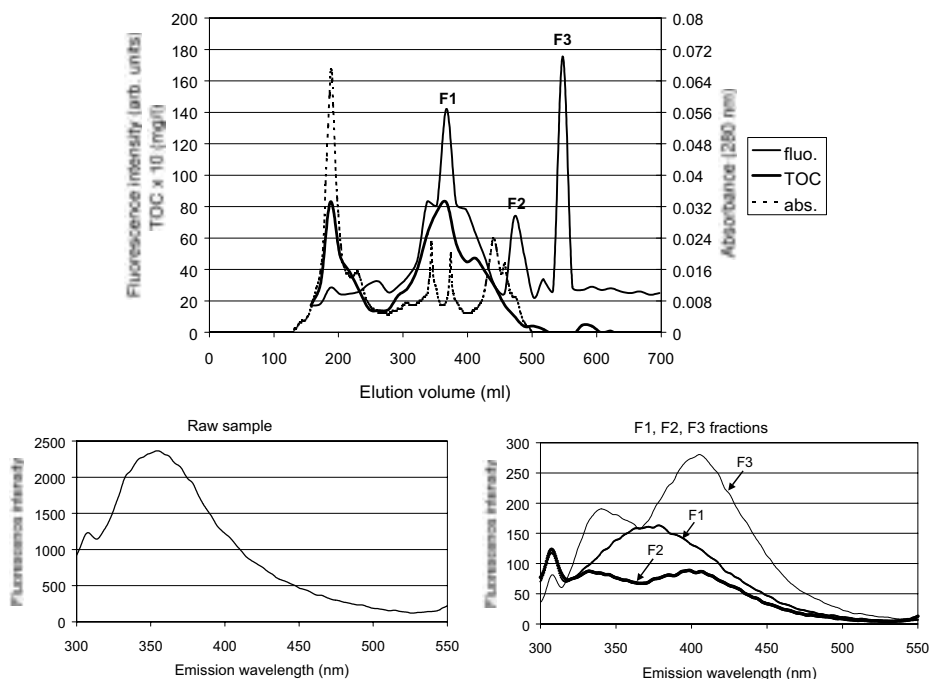 200
180
160
140
120
100
80
60
40
20
0
Fluorescence intensity (arb. units)
TOC x 10 (mg/l)
F1
F2
F3
0.08
0.072
0.064
0.056
0.048
0.04
0.032
0.024
0.016
0.008
0
Absorbance (280 nm)
fluo.
TOC
abs.
0 100 200 300 400 500 600 700
Elution volume (ml)
Raw sample
2500
2000
1500
1000
500
0
Fluorescence intensity
300 350 400 450 500 550
Emission wavelength (nm)
F1, F2, F3 fractions
300
250
200
150
100
50
0
Fluorescence intensity
F3
F1
F2
300 350 400 450 500 550
Emission wavelength (nm)